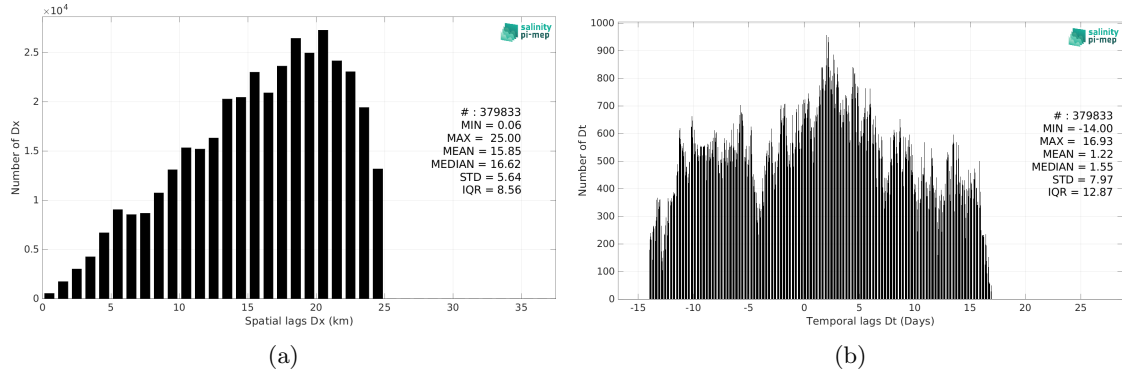 ×10⁴
salinity
pi-mep
2.5
2
1.5
1
0.5
0
Number of Dx
# : 379833
MIN = 0.06
MAX = 25.00
MEAN = 15.85
MEDIAN = 16.62
STD = 5.64
IQR = 8.56
0 5 10 15 20 25 30 35
Spatial lags Dx (km)
(a)
1000
900
800
700
600
500
400
300
200
100
0
Number of Dt
salinity
pi-mep
# : 379833
MIN = -14.00
MAX = 16.93
MEAN = 1.22
MEDIAN = 1.55
STD = 7.97
IQR = 12.87
-15 -10 -5 0 5 10 15 20 25
Temporal lags Dt (Days)
(b)